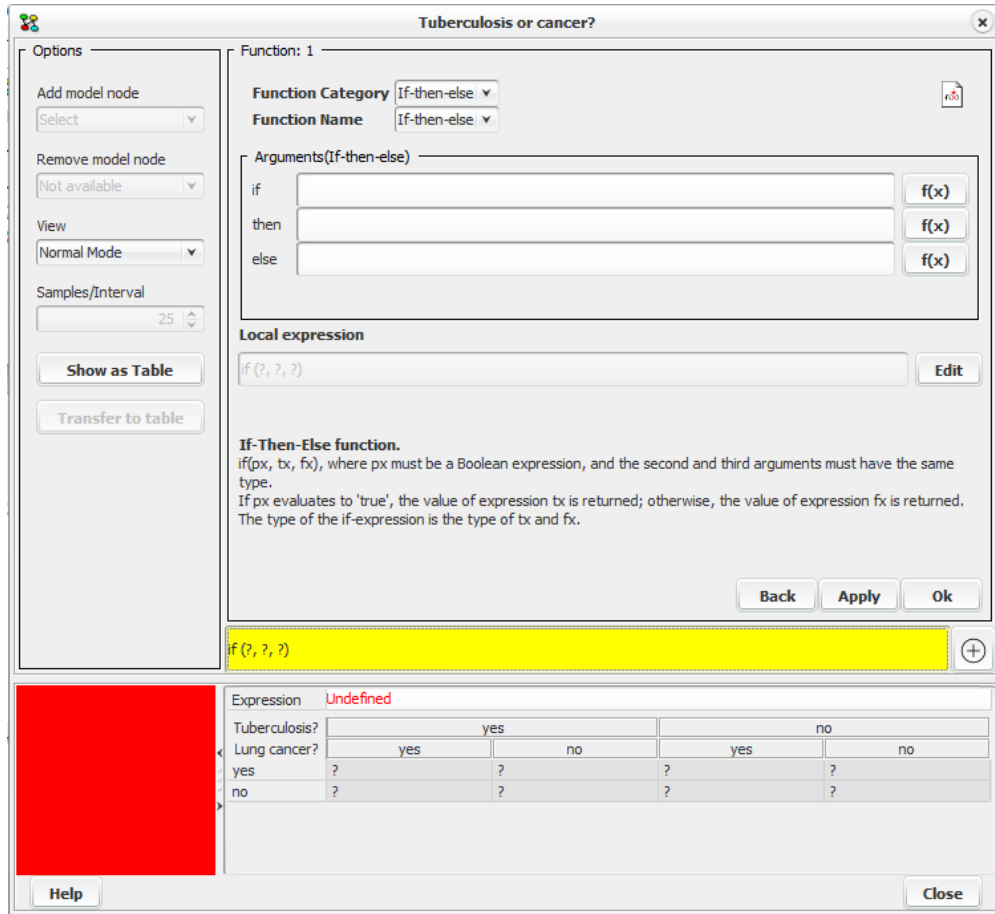 Tuberculosis or cancer?
Options
Add model node
Select
Remove model node
Not available
View
Normal Mode
Samples/Interval
25
Show as Table
Transfer to table
Function: 1
Function Category If-then-else
Function Name If-then-else
Arguments(If-then-else)
if f(x)
then f(x)
else f(x)
Local expression
if (?, ?, ?) Edit
If-Then-Else function.
if(px, tx, fx), where px must be a Boolean expression, and the second and third arguments must have the same
type.
If px evaluates to 'true', the value of expression tx is returned; otherwise, the value of expression fx is returned.
The type of the if-expression is the type of tx and fx.
Back Apply Ok
if (?, ?, ?)
Expression Undefined
Tuberculosis? yes no
Lung cancer? yes no yes no
yes ? ? ? ?
no ? ? ? ?
Help Close